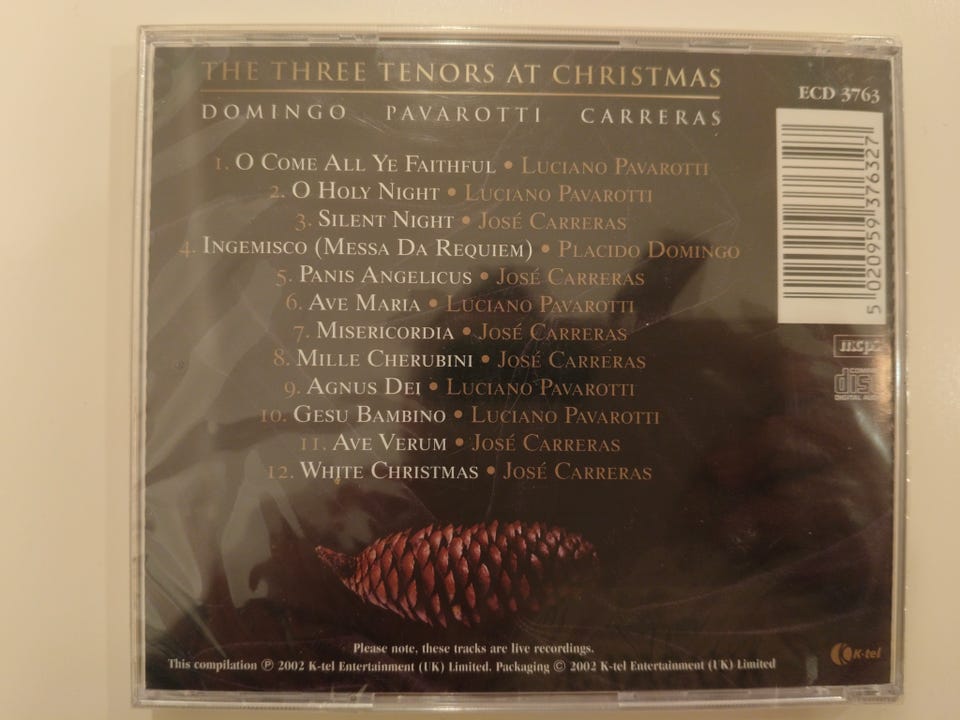 THE THREE TENORS AT CHRISTMAS
DOMINGO PAVAROTTI CARRERAS
ECD 3763
1. O COME ALL YE FAITHFUL • LUCIANO PAVAROTTI
2. O HOLY NIGHT • LUCIANO PAVAROTTI
3. SILENT NIGHT • JOSÉ CARRERAS
4. INGEMISCO (MESSA DA REQUIEM) • PLACIDO DOMINGO
5. PANIS ANGELICUS • JOSÉ CARRERAS
6. AVE MARIA • LUCIANO PAVAROTTI
7. MISERICORDIA • JOSÉ CARRERAS
8. MILLE CHERUBINI • JOSÉ CARRERAS
9. AGNUS DEI • LUCIANO PAVAROTTI
10. GESU BAMBINO • LUCIANO PAVAROTTI
11. AVE VERUM • JOSÉ CARRERAS
12. WHITE CHRISTMAS • JOSÉ CARRERAS
5 020959 376327
mcps
disc
DIGITAL AUDIO
Please note, these tracks are live recordings.
This compilation ℗ 2002 K-tel Entertainment (UK) Limited. Packaging © 2002 K-tel Entertainment (UK) Limited
K-tel